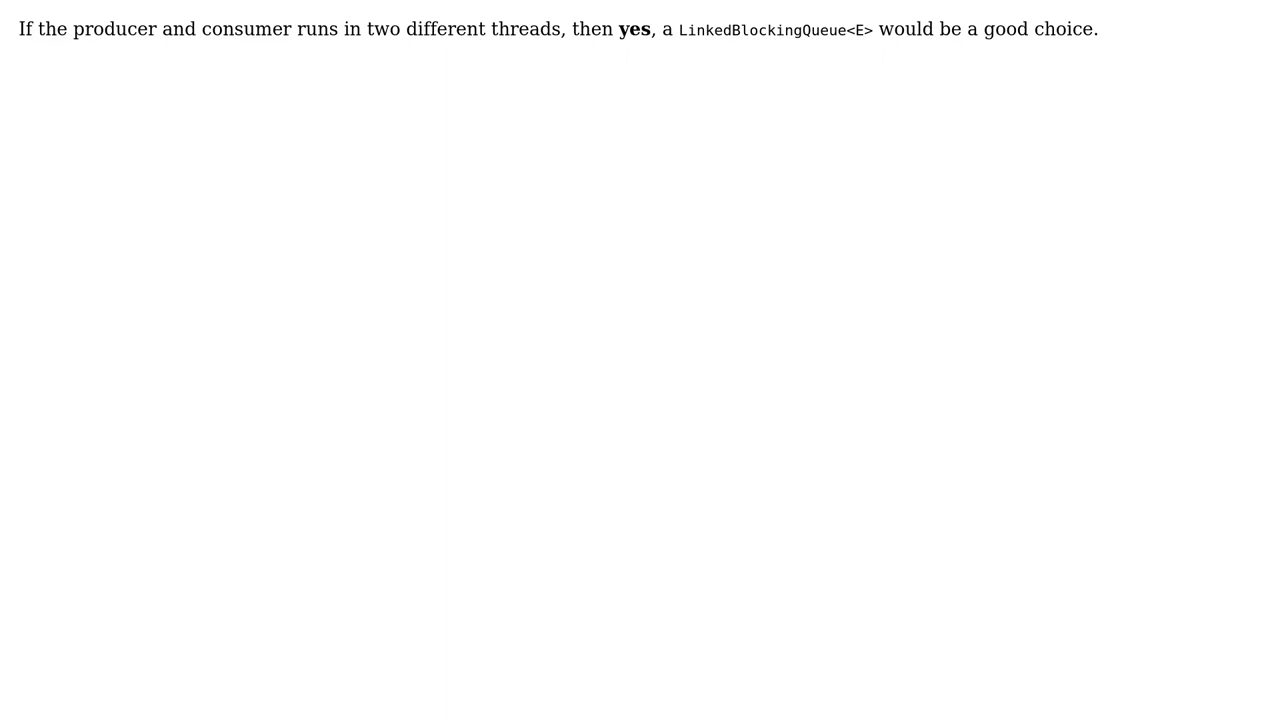 If the producer and consumer runs in two different threads, then yes, a LinkedBlockingQueue<E> would be a good choice.